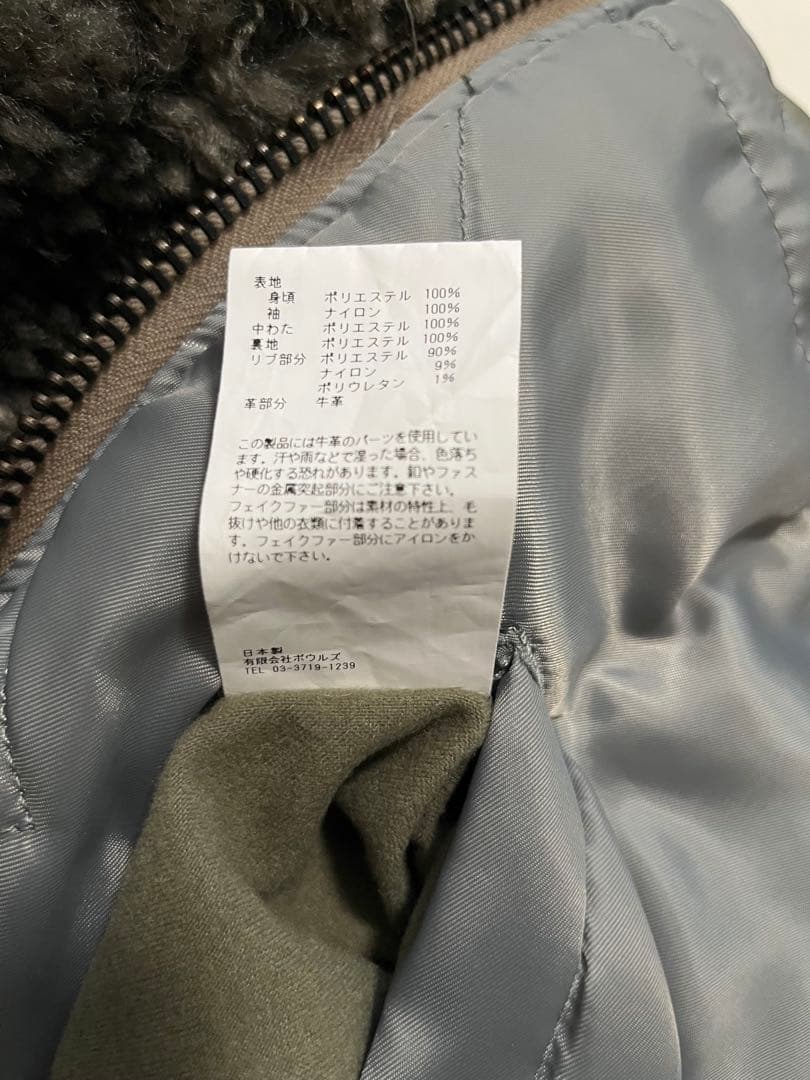 表地
身頃 ポリエステル 100%
袖 ナイロン 100%
中わた ポリエステル 100%
裏地 ポリエステル 100%
リブ部分 ポリエステル 90%
ナイロン 9%
ポリウレタン 1%
革部分 牛革
この製品には牛革のパーツを使用してい
ます。汗や雨などで湿った場合、色落ち
や硬化する恐れがあります。釦やファス
ナーの金属突起部分にご注意下さい。
フェイクファー部分は素材の特性上、毛
抜けや他の衣類に付着することがありま
す。フェイクファー部分にアイロンをか
けないで下さい。
日本製
有限会社ボウルズ
TEL 03-3719-1239